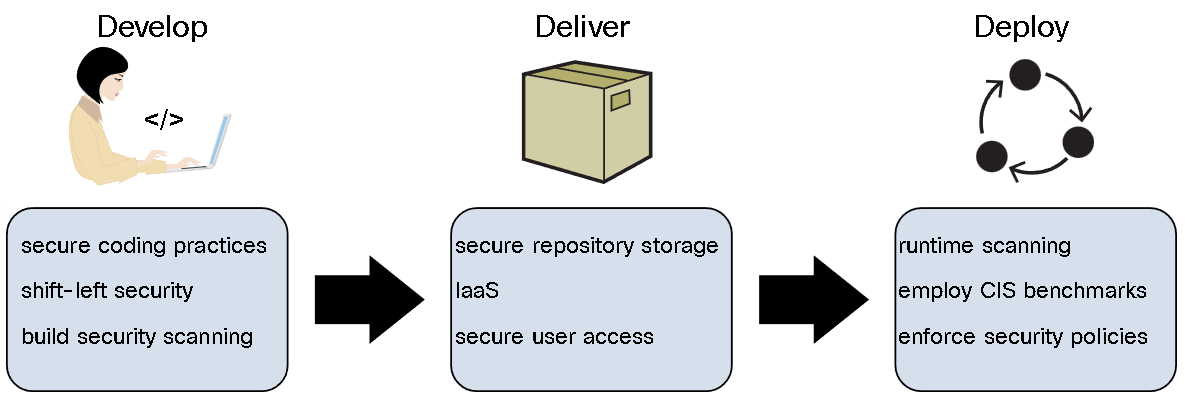 Develop
</>
secure coding practices
shift-left security
build security scanning
Deliver
secure repository storage
IaaS
secure user access
Deploy
runtime scanning
employ CIS benchmarks
enforce security policies